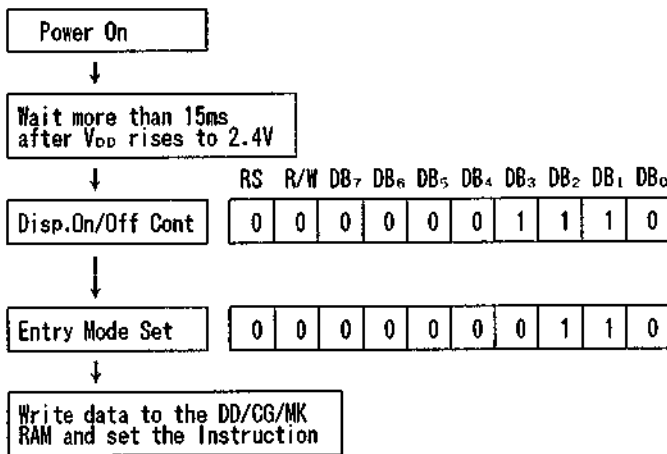 Power On
Wait more than 15ms
after VDD rises to 2.4V
RS R/W DB7 DB6 DB5 DB4 DB3 DB2 DB1 DB0
Disp.On/Off Cont 0 0 0 0 0 0 1 1 1 0
Entry Mode Set 0 0 0 0 0 0 0 1 1 0
Write data to the DD/CG/MK
RAM and set the Instruction